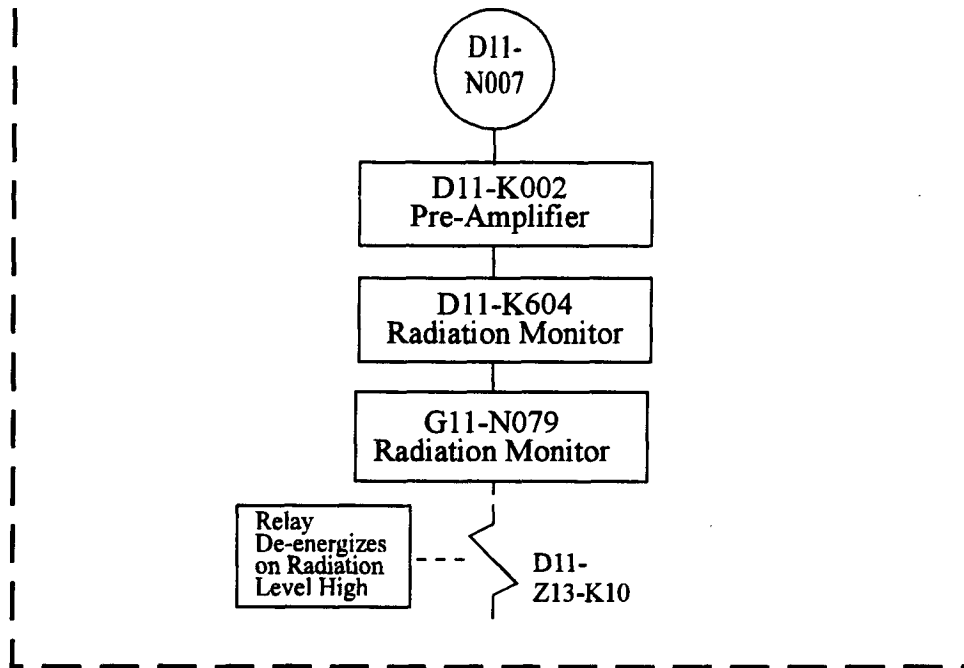 D11-
N007
D11-K002
Pre-Amplifier
D11-K604
Radiation Monitor
G11-N079
Radiation Monitor
Relay
De-energizes
on Radiation
Level High
D11-
Z13-K10